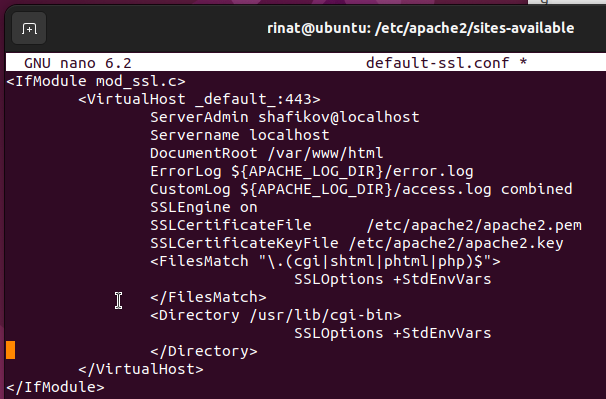 rinat@ubuntu: /etc/apache2/sites-available
GNU nano 6.2 default-ssl.conf *
<IfModule mod_ssl.c>
<VirtualHost _default_:443>
ServerAdmin shafikov@localhost
Servername localhost
DocumentRoot /var/www/html
ErrorLog ${APACHE_LOG_DIR}/error.log
CustomLog ${APACHE_LOG_DIR}/access.log combined
SSLEngine on
SSLCertificateFile /etc/apache2/apache2.pem
SSLCertificateKeyFile /etc/apache2/apache2.key
<FilesMatch "\.(cgi|shtml|phtml|php)$">
SSLOptions +StdEnvVars
</FilesMatch>
<Directory /usr/lib/cgi-bin>
SSLOptions +StdEnvVars
</Directory>
</VirtualHost>
</IfModule>